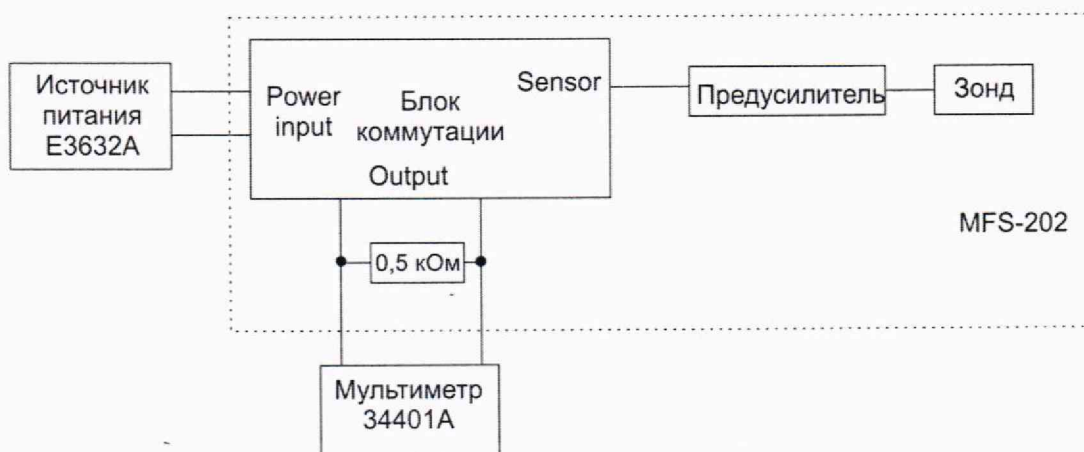 Источник
питания
E3632A
Power
input
Блок
коммутации
Sensor
Output
Предусилитель
Зонд
MFS-202
0,5 кОм
Мультиметр
34401A